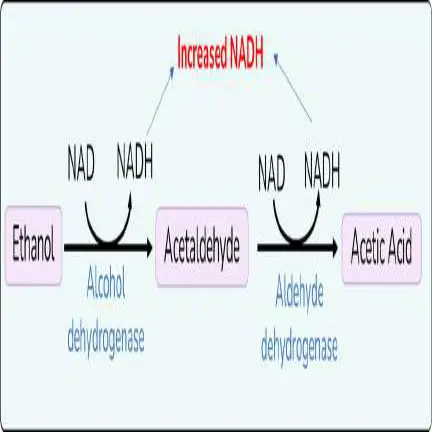 Increased NADH
NAD NADH
NAD NADH
Ethanol
Acetaldehyde
Acetic Acid
Alcohol
dehydrogenase
Aldehyde
dehydrogenase